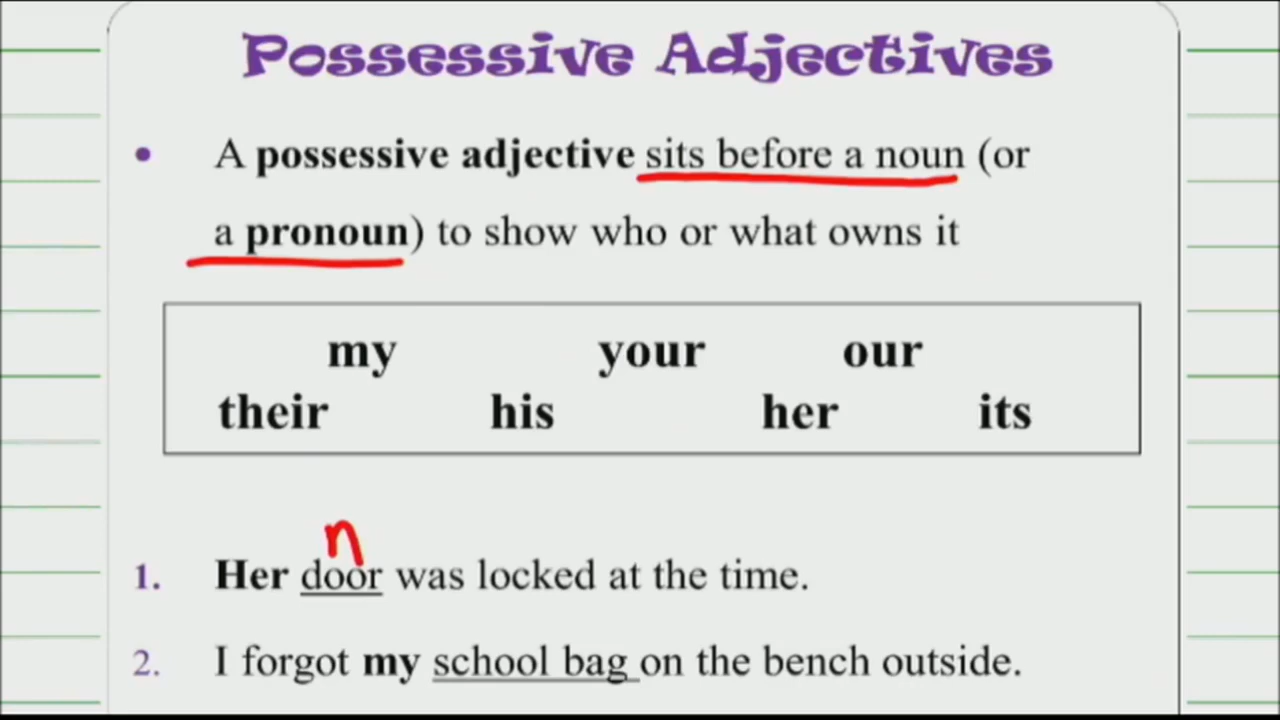 Possessive Adjectives
• A possessive adjective sits before a noun (or
a pronoun) to show who or what owns it
my your our
their his her its
n
1. Her door was locked at the time.
2. I forgot my school bag on the bench outside.